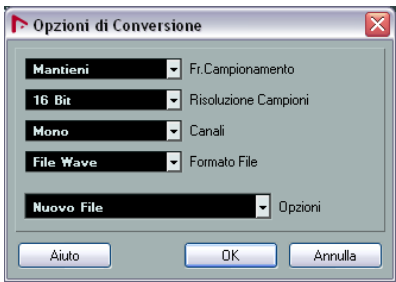 Opzioni di Conversione
Mantieni Fr.Campionamento
16 Bit Risoluzione Campioni
Mono Canali
File Wave Formato File
Nuovo File Opzioni
Aiuto OK Annulla